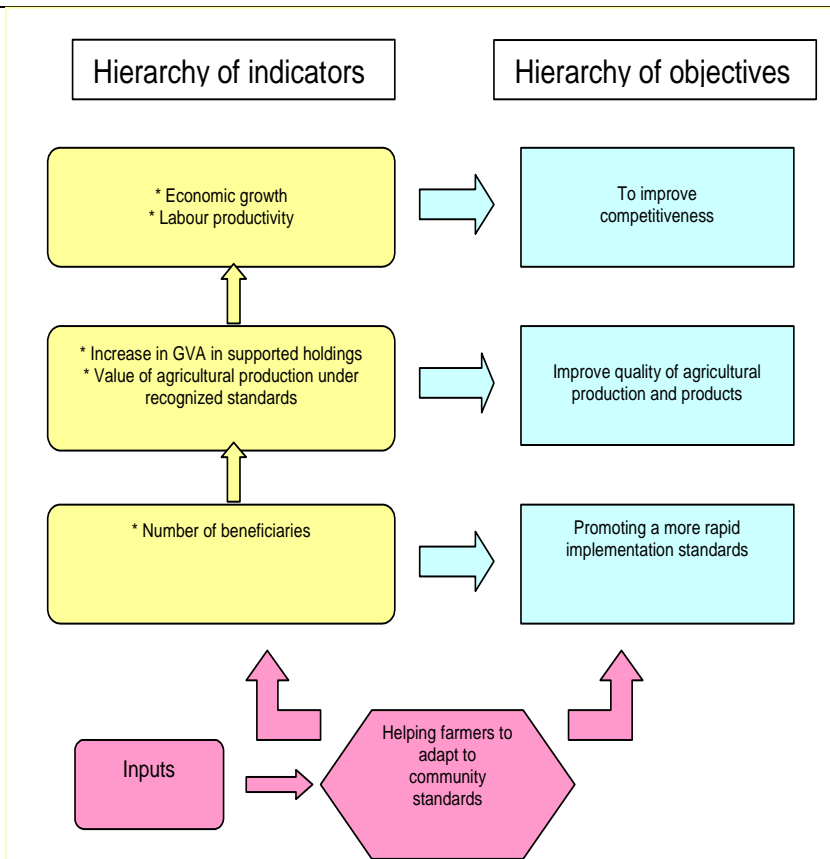 Hierarchy of indicators
Hierarchy of objectives
* Economic growth
* Labour productivity
To improve
competitiveness
* Increase in GVA in supported holdings
* Value of agricultural production under
recognized standards
Improve quality of agricultural
production and products
* Number of beneficiaries
Promoting a more rapid
implementation standards
Inputs
Helping farmers to
adapt to
community
standards